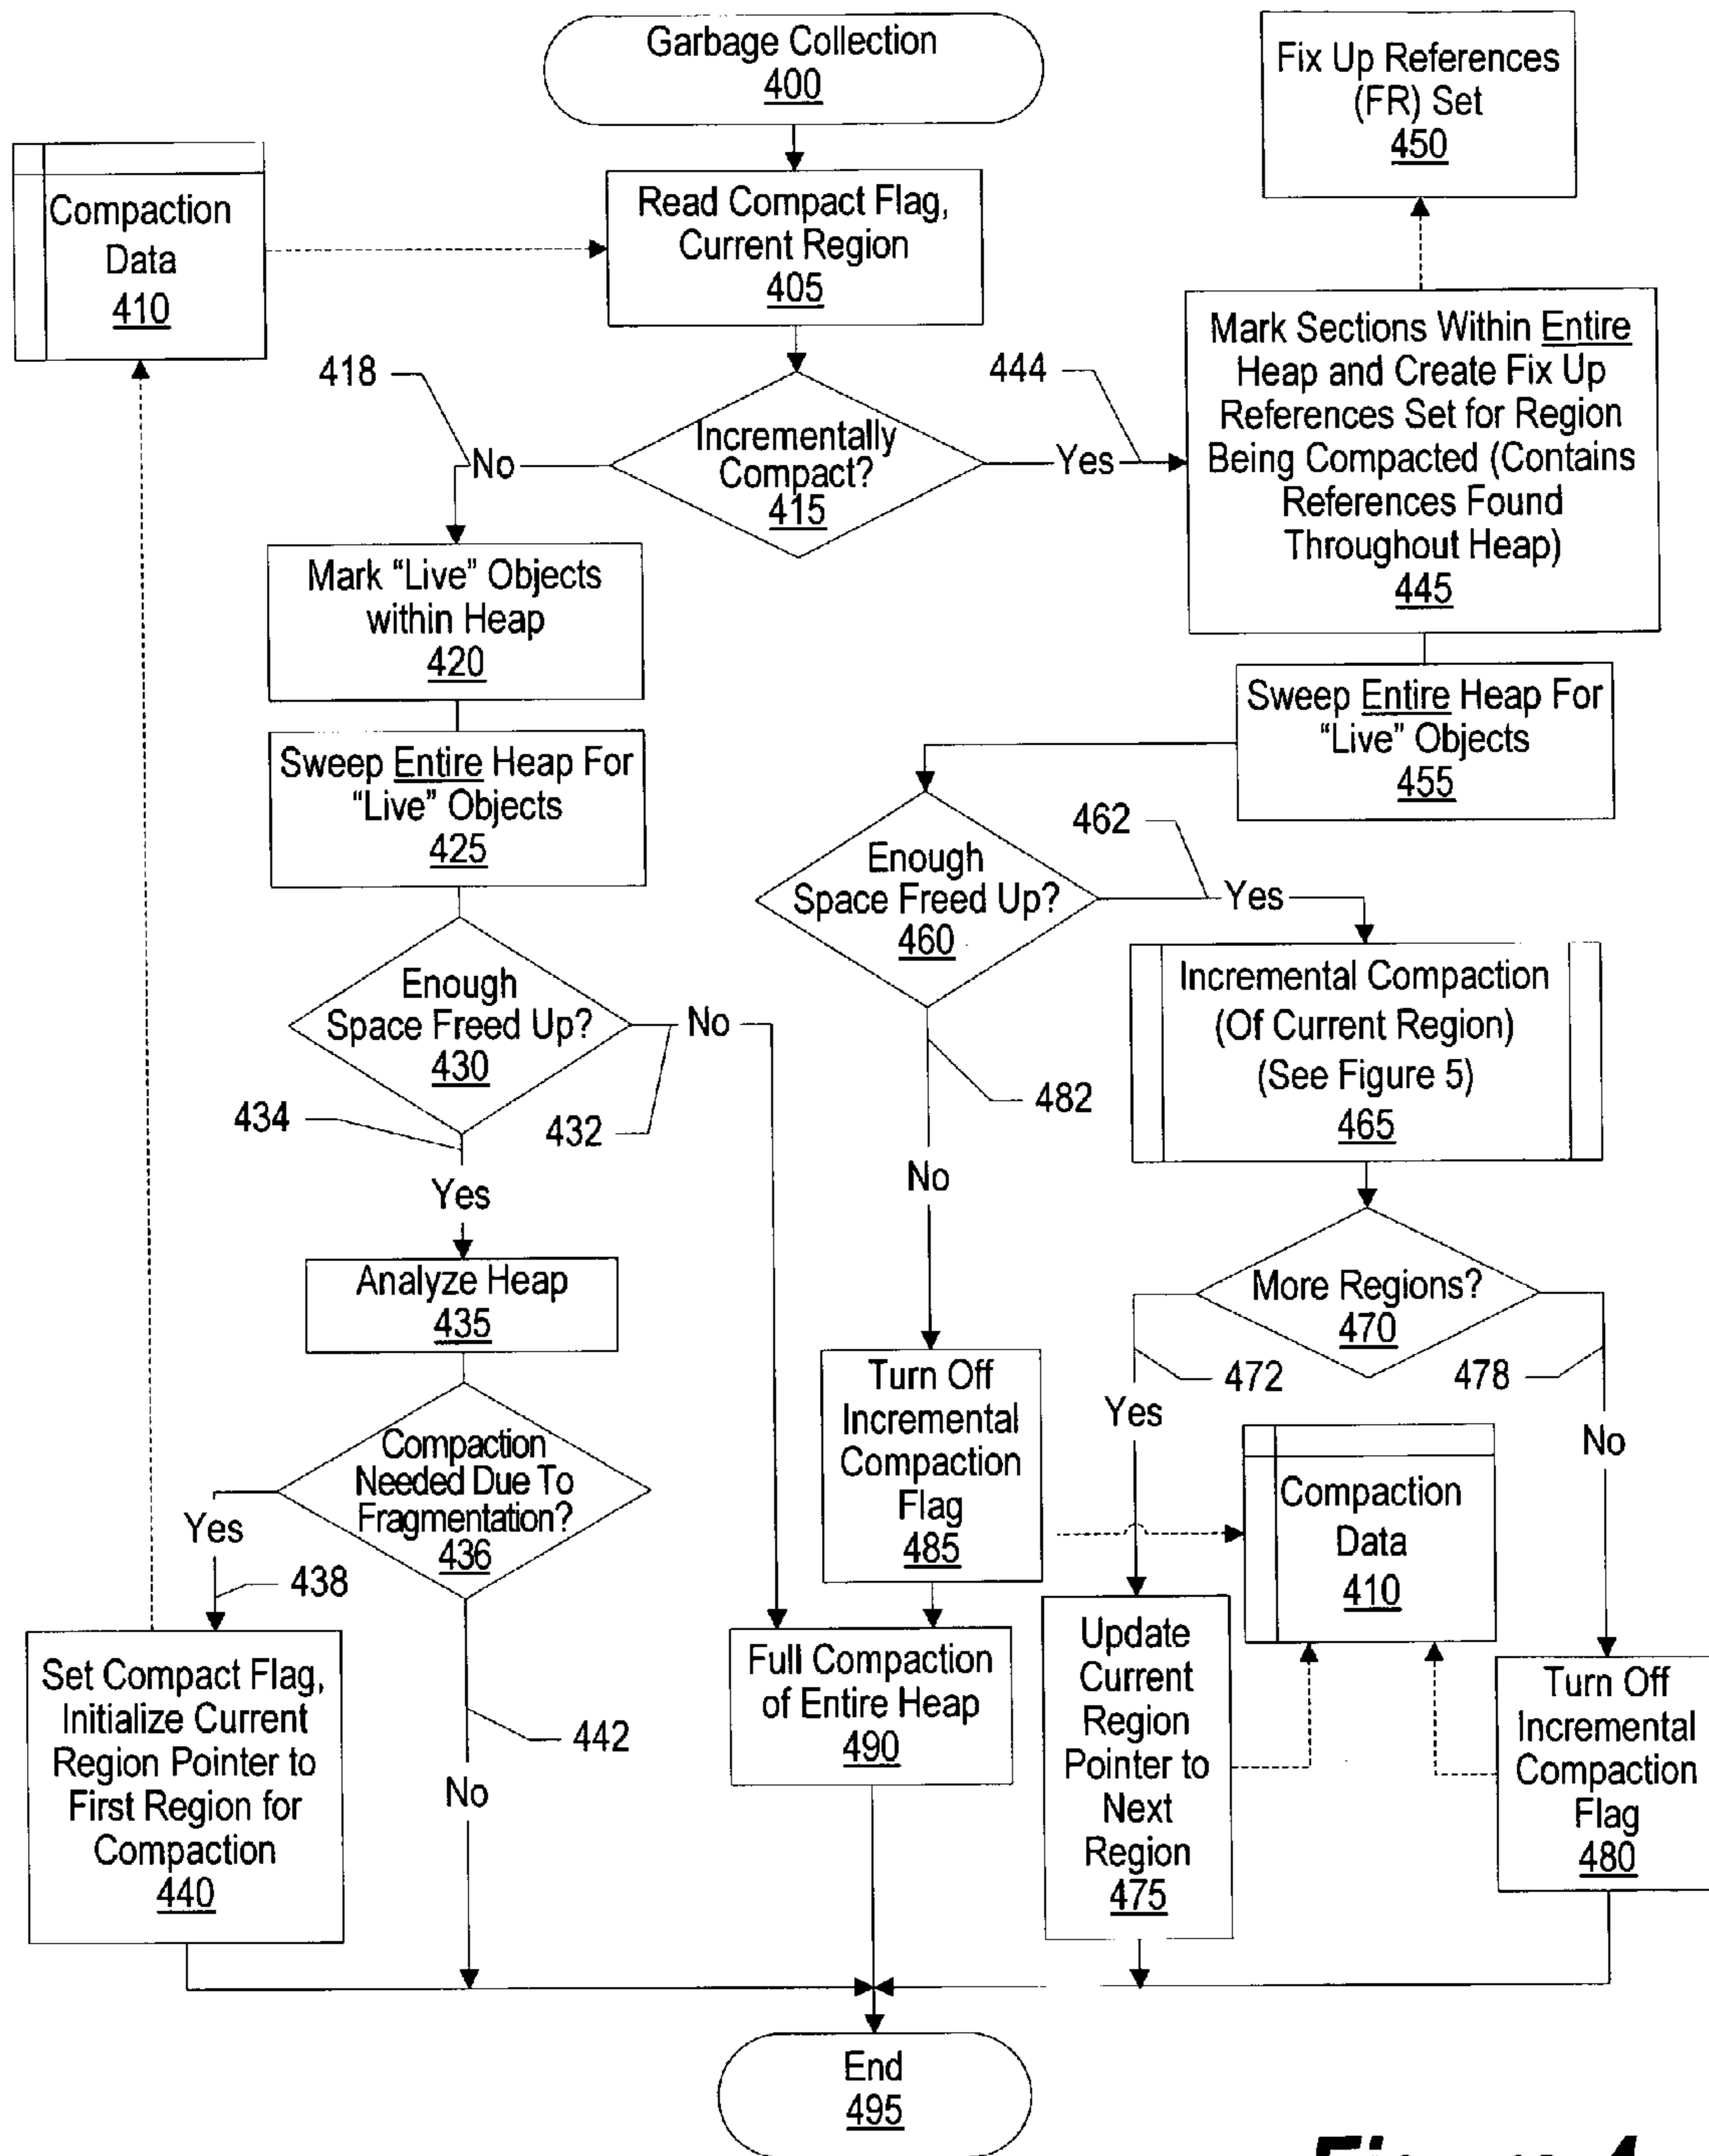 Garbage Collection
400
Fix Up References
(FR) Set
450
Compaction
Data
410
Read Compact Flag,
Current Region
405
418
No
Incrementally
Compact?
415
444
Yes
Mark Sections Within Entire
Heap and Create Fix Up
References Set for Region
Being Compacted (Contains
References Found
Throughout Heap)
445
Mark “Live” Objects
within Heap
420
Sweep Entire Heap For
“Live” Objects
425
Sweep Entire Heap For
“Live” Objects
455
Enough
Space Freed Up?
430
No
432
434
Yes
Enough
Space Freed Up?
460
462
Yes
482
No
Incremental Compaction
(Of Current Region)
(See Figure 5)
465
Analyze Heap
435
More Regions?
470
472
Yes
478
No
Compaction
Needed Due To
Fragmentation?
436
Yes
438
442
No
Turn Off
Incremental
Compaction
Flag
485
Compaction
Data
410
Set Compact Flag,
Initialize Current
Region Pointer to
First Region for
Compaction
440
Full Compaction
of Entire Heap
490
Update
Current
Region
Pointer to
Next
Region
475
Turn Off
Incremental
Compaction
Flag
480
End
495